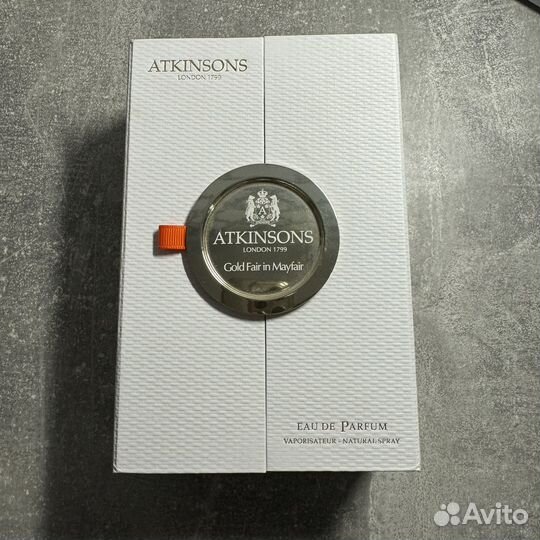 ATKINSONS
LONDON 1799
A
ATKINSONS
LONDON 1799
Gold Fair in Mayfair
EAU DE PARFUM
VAPORISATEUR - NATURAL SPRAY
Avito